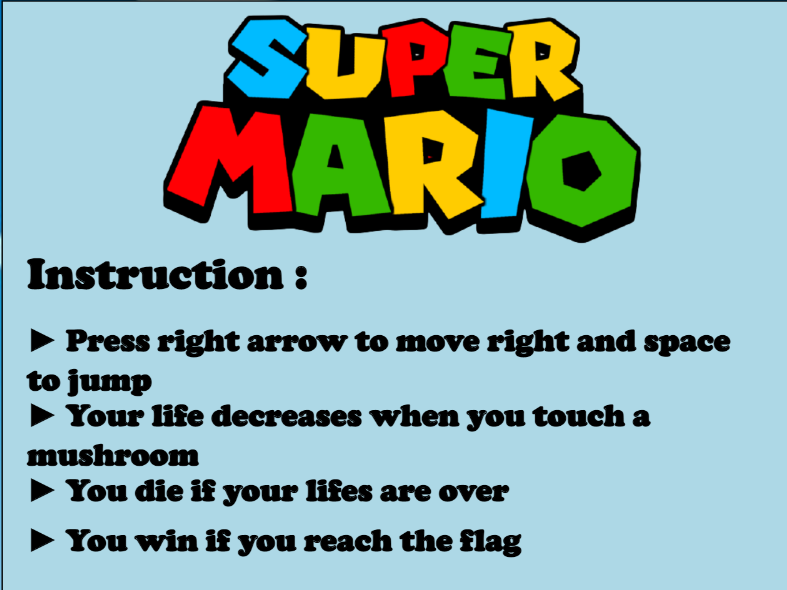 SUPER
MARIO
Instruction :
► Press right arrow to move right and space
to jump
► Your life decreases when you touch a
mushroom
► You die if your lifes are over
► You win if you reach the flag